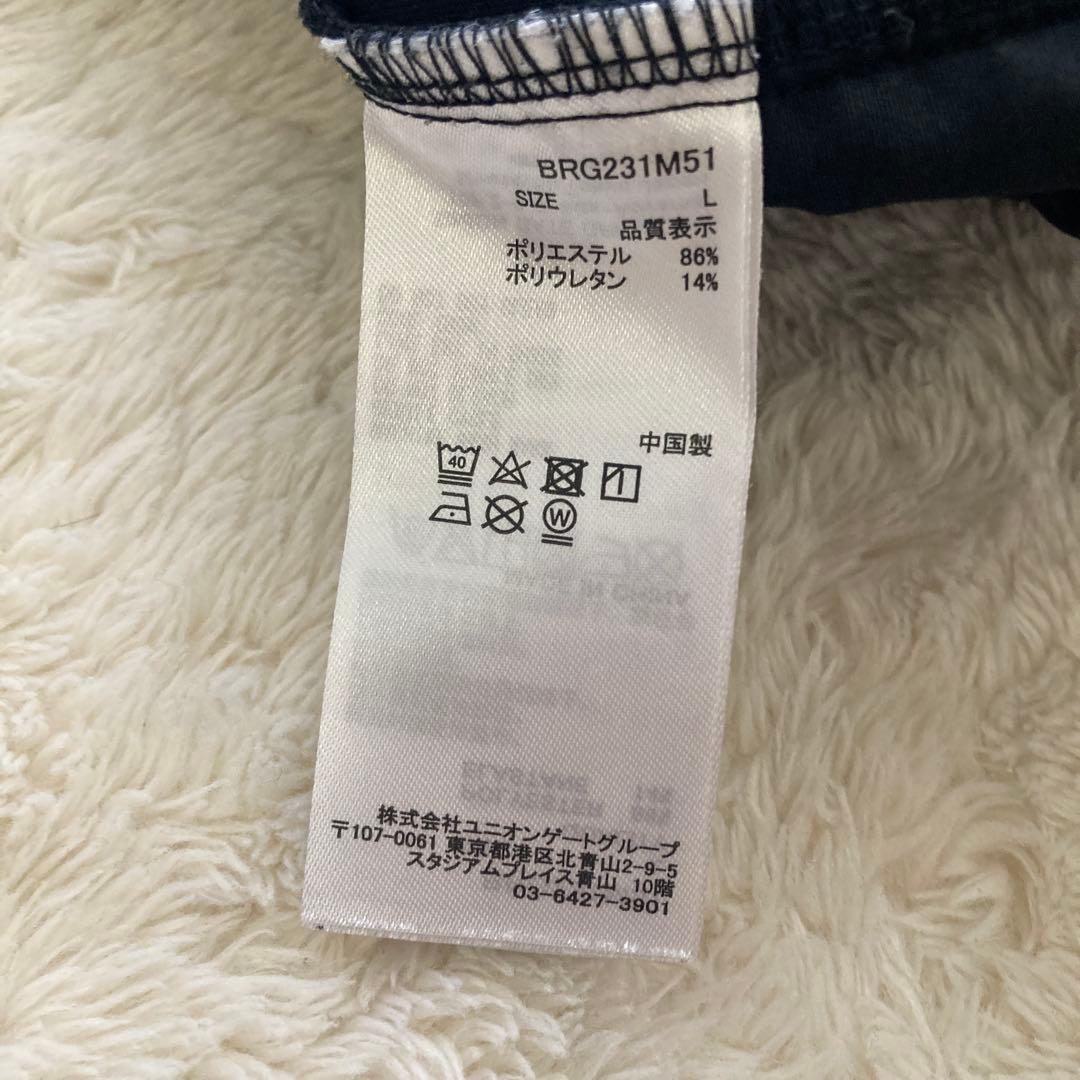 BRG231M51
SIZE L
品質表示
ポリエステル 86%
ポリウレタン 14%
中国製
40
W
株式会社ユニオンゲートグループ
〒107-0061 東京都港区北青山2-9-5
スタジアムプレイス青山 10階
03-6427-3901